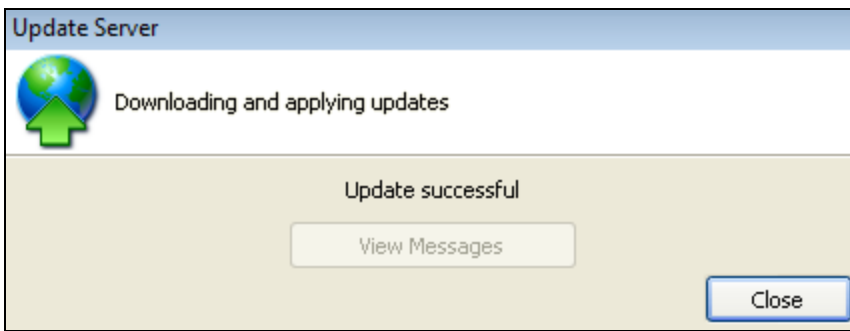 Update Server
Downloading and applying updates
Update successful
View Messages
Close